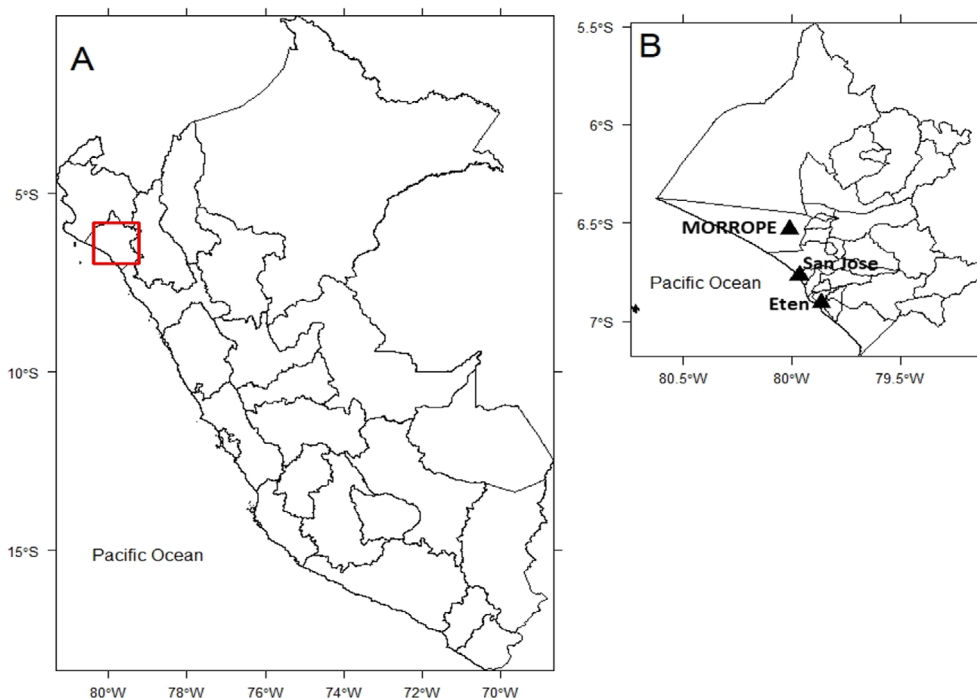 A
5°S
10°S
15°S
Pacific Ocean
80°W 78°W 76°W 74°W 72°W 70°W
B
5.5°S
6°S
6.5°S
7°S
MORROPE
San Jose
Pacific Ocean
Eten
80.5°W 80°W 79.5°W